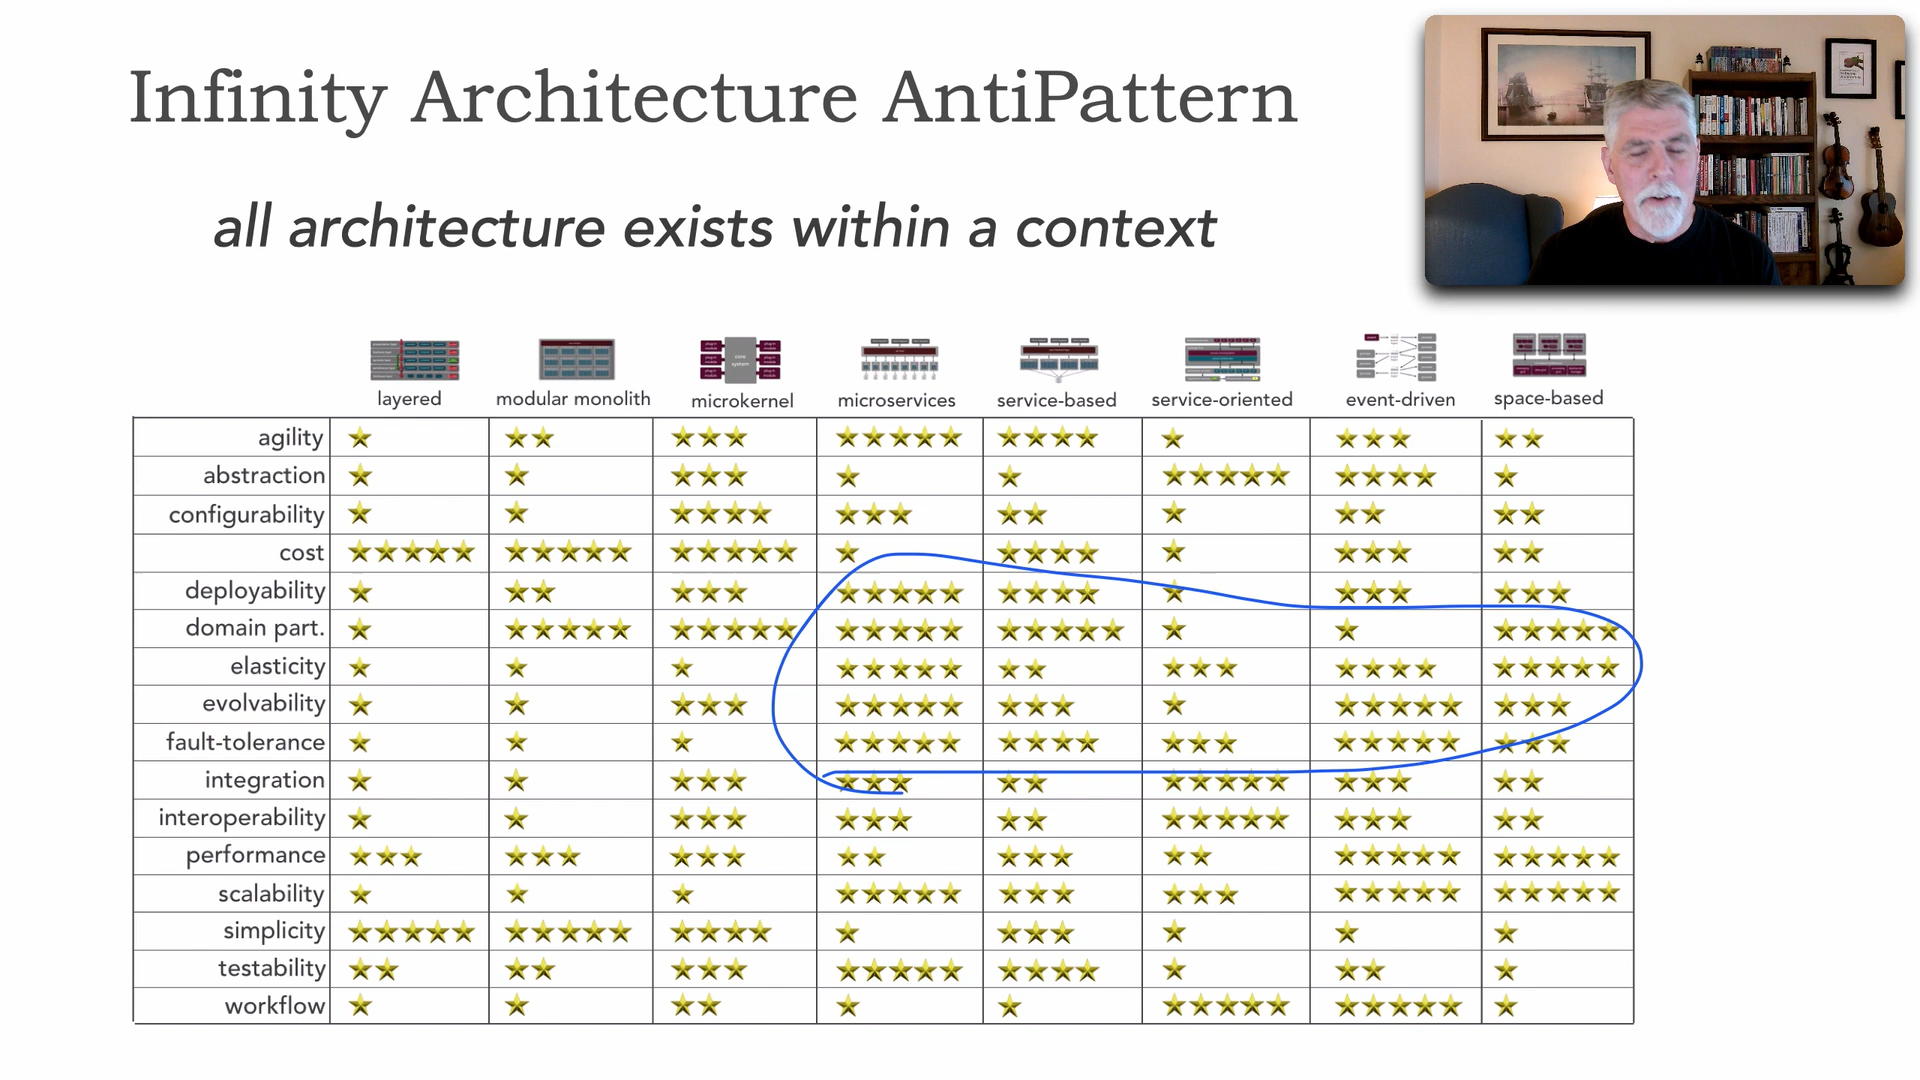 Infinity Architecture AntiPattern
all architecture exists within a context
core system
layered modular monolith microkernel microservices service-based service-oriented event-driven space-based
agility
abstraction
configurability
cost
deployability
domain part.
elasticity
evolvability
fault-tolerance
integration
interoperability
performance
scalability
simplicity
testability
workflow